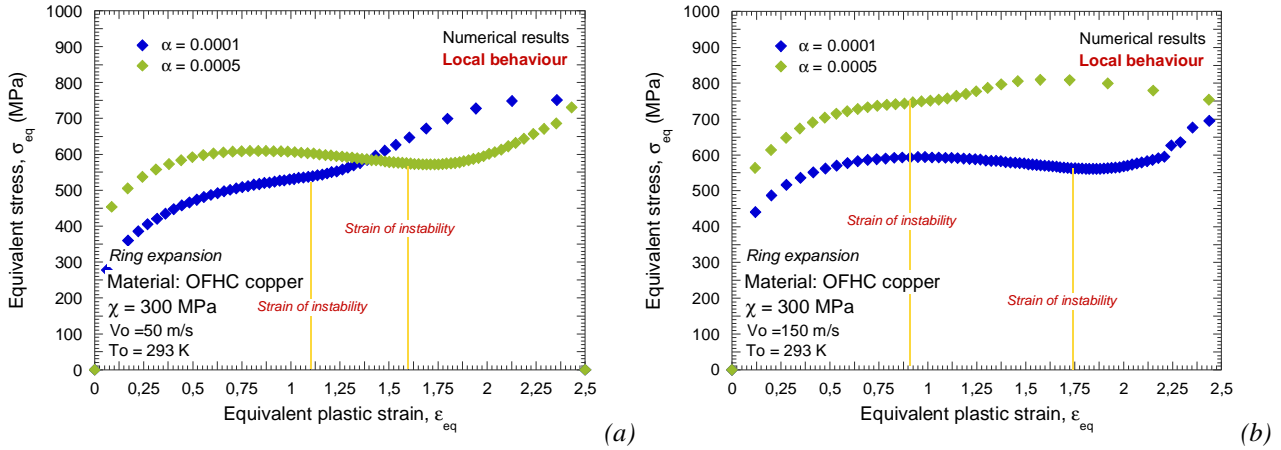 1000
900
800
700
600
500
400
300
200
100
0
Equivalent stress, σeq (MPa)
α = 0.0001
α = 0.0005
Numerical results
Local behaviour
Strain of instability
Ring expansion
Material: OFHC copper
χ = 300 MPa
Strain of instability
Vo =50 m/s
To = 293 K
0 0,25 0,5 0,75 1 1,25 1,5 1,75 2 2,25 2,5
Equivalent plastic strain, εeq
(a)
1000
900
800
700
600
500
400
300
200
100
0
Equivalent stress, σeq (MPa)
α = 0.0001
α = 0.0005
Numerical results
Local behaviour
Strain of instability
Ring expansion
Material: OFHC copper
χ = 300 MPa
Strain of instability
Vo =150 m/s
To = 293 K
0 0,25 0,5 0,75 1 1,25 1,5 1,75 2 2,25 2,5
Equivalent plastic strain, εeq
(b)